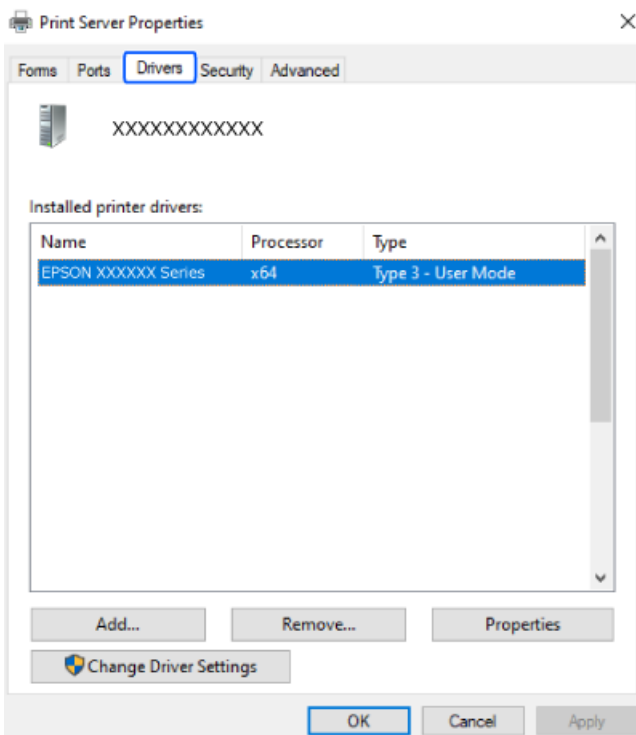 Print Server Properties
Forms Ports Drivers Security Advanced
XXXXXXXXXXXX
Installed printer drivers:
Name Processor Type
EPSON XXXXXX Series x64 Type 3 - User Mode
Add... Remove... Properties
Change Driver Settings
OK Cancel Apply